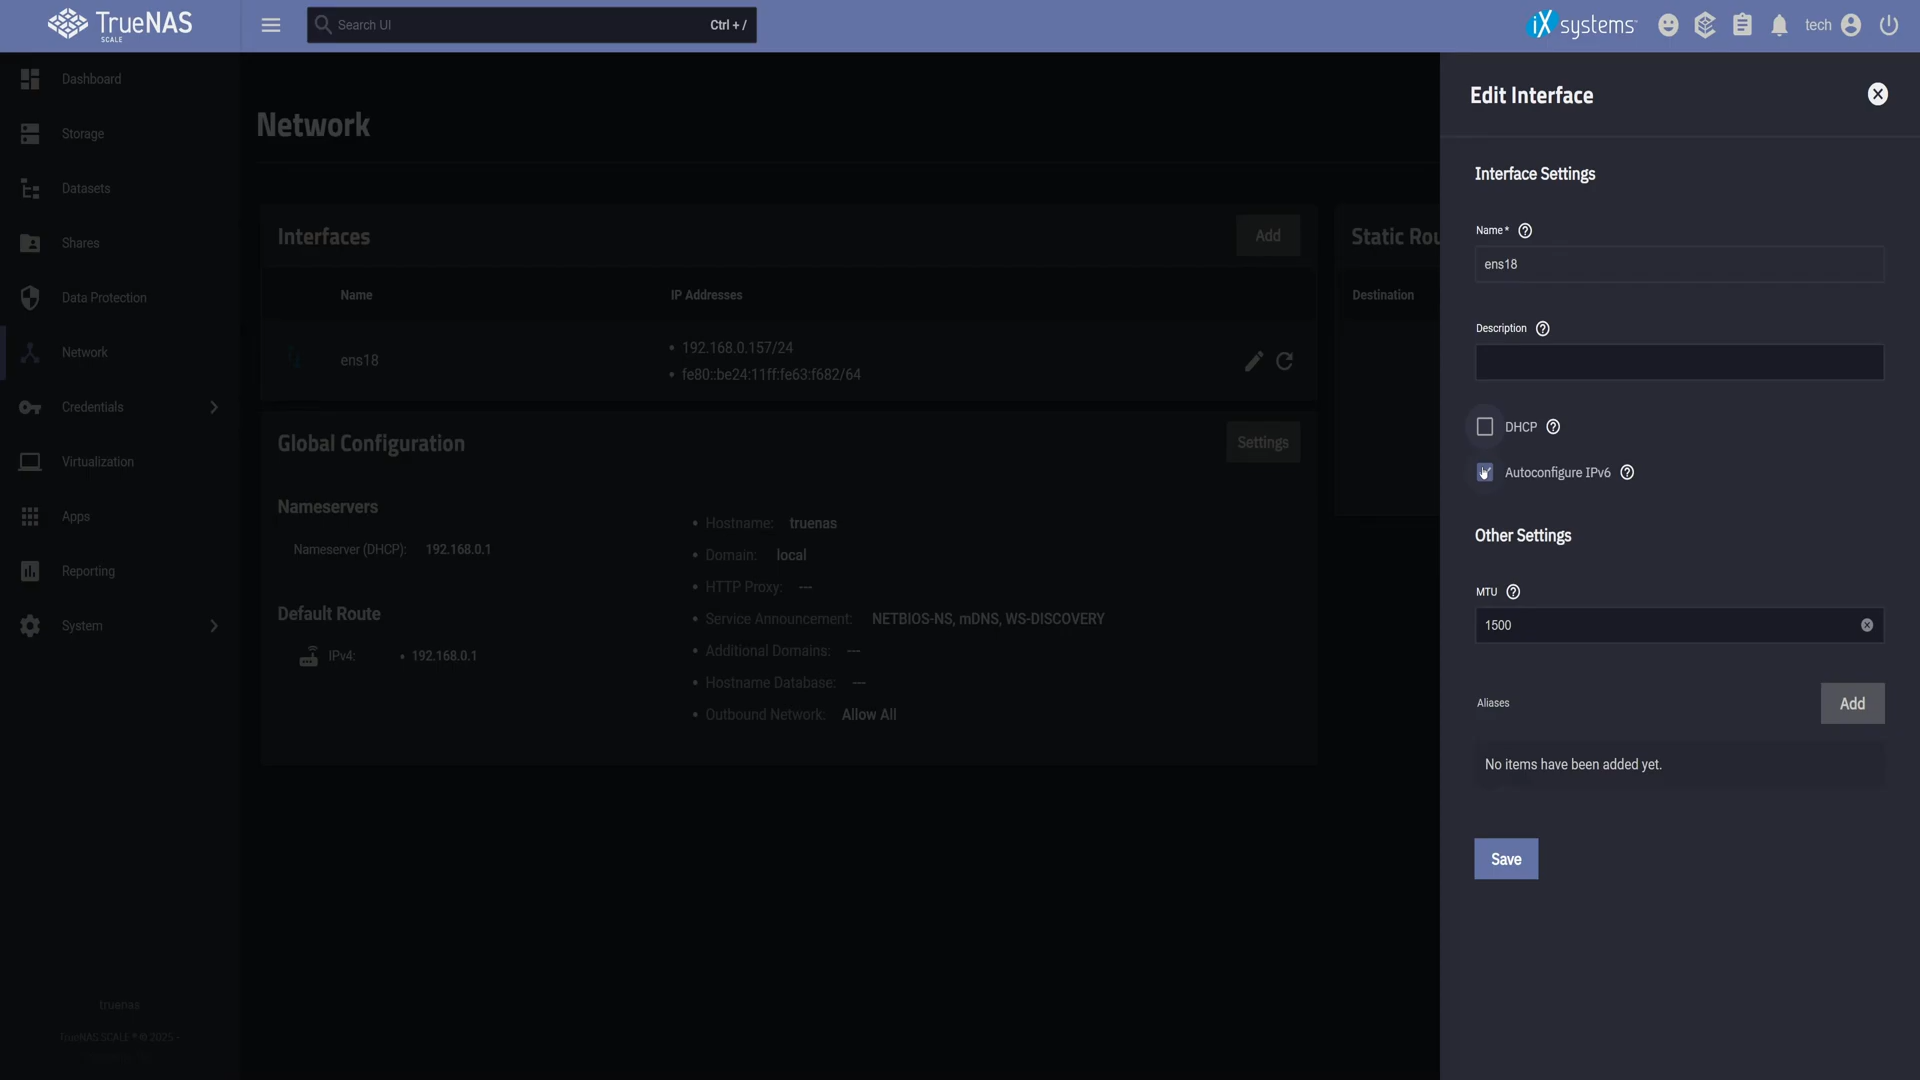 TrueNAS
SCALE
Search UI
Ctrl + /
iXsystems
tech
Dashboard
Storage
Datasets
Shares
Data Protection
Network
Credentials
Virtualization
Apps
Reporting
System
truenas
TrueNAS SCALE ® © 2025 -
Network
Interfaces
Add
Name
IP Addresses
ens18
192.168.0.157/24
fe80::be24:11ff:fe63:f682/64
Static Rou
Destination
Global Configuration
Settings
Nameservers
Nameserver (DHCP): 192.168.0.1
Default Route
IPv4: • 192.168.0.1
• Hostname: truenas
• Domain: local
• HTTP Proxy: ---
• Service Announcement: NETBIOS-NS, mDNS, WS-DISCOVERY
• Additional Domains: ---
• Hostname Database: ---
• Outbound Network: Allow All
Edit Interface
Interface Settings
Name *
ens18
Description
DHCP
Autoconfigure IPv6
Other Settings
MTU
1500
Aliases
Add
No items have been added yet.
Save